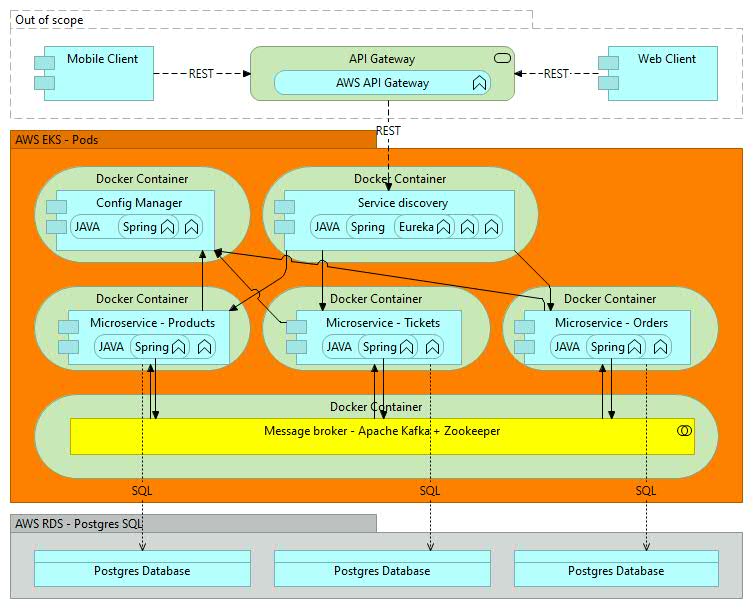 Out of scope
Mobile Client
API Gateway
Web Client
REST
REST
AWS API Gateway
REST
AWS EKS - Pods
Docker Container
Docker Container
Config Manager
Service discovery
JAVA
Spring
JAVA
Spring
Eureka
Docker Container
Docker Container
Docker Container
Microservice - Products
Microservice - Tickets
Microservice - Orders
JAVA
Spring
JAVA
Spring
JAVA
Spring
Docker Container
Message broker - Apache Kafka + Zookeeper
SQL
SQL
SQL
AWS RDS - Postgres SQL
Postgres Database
Postgres Database
Postgres Database